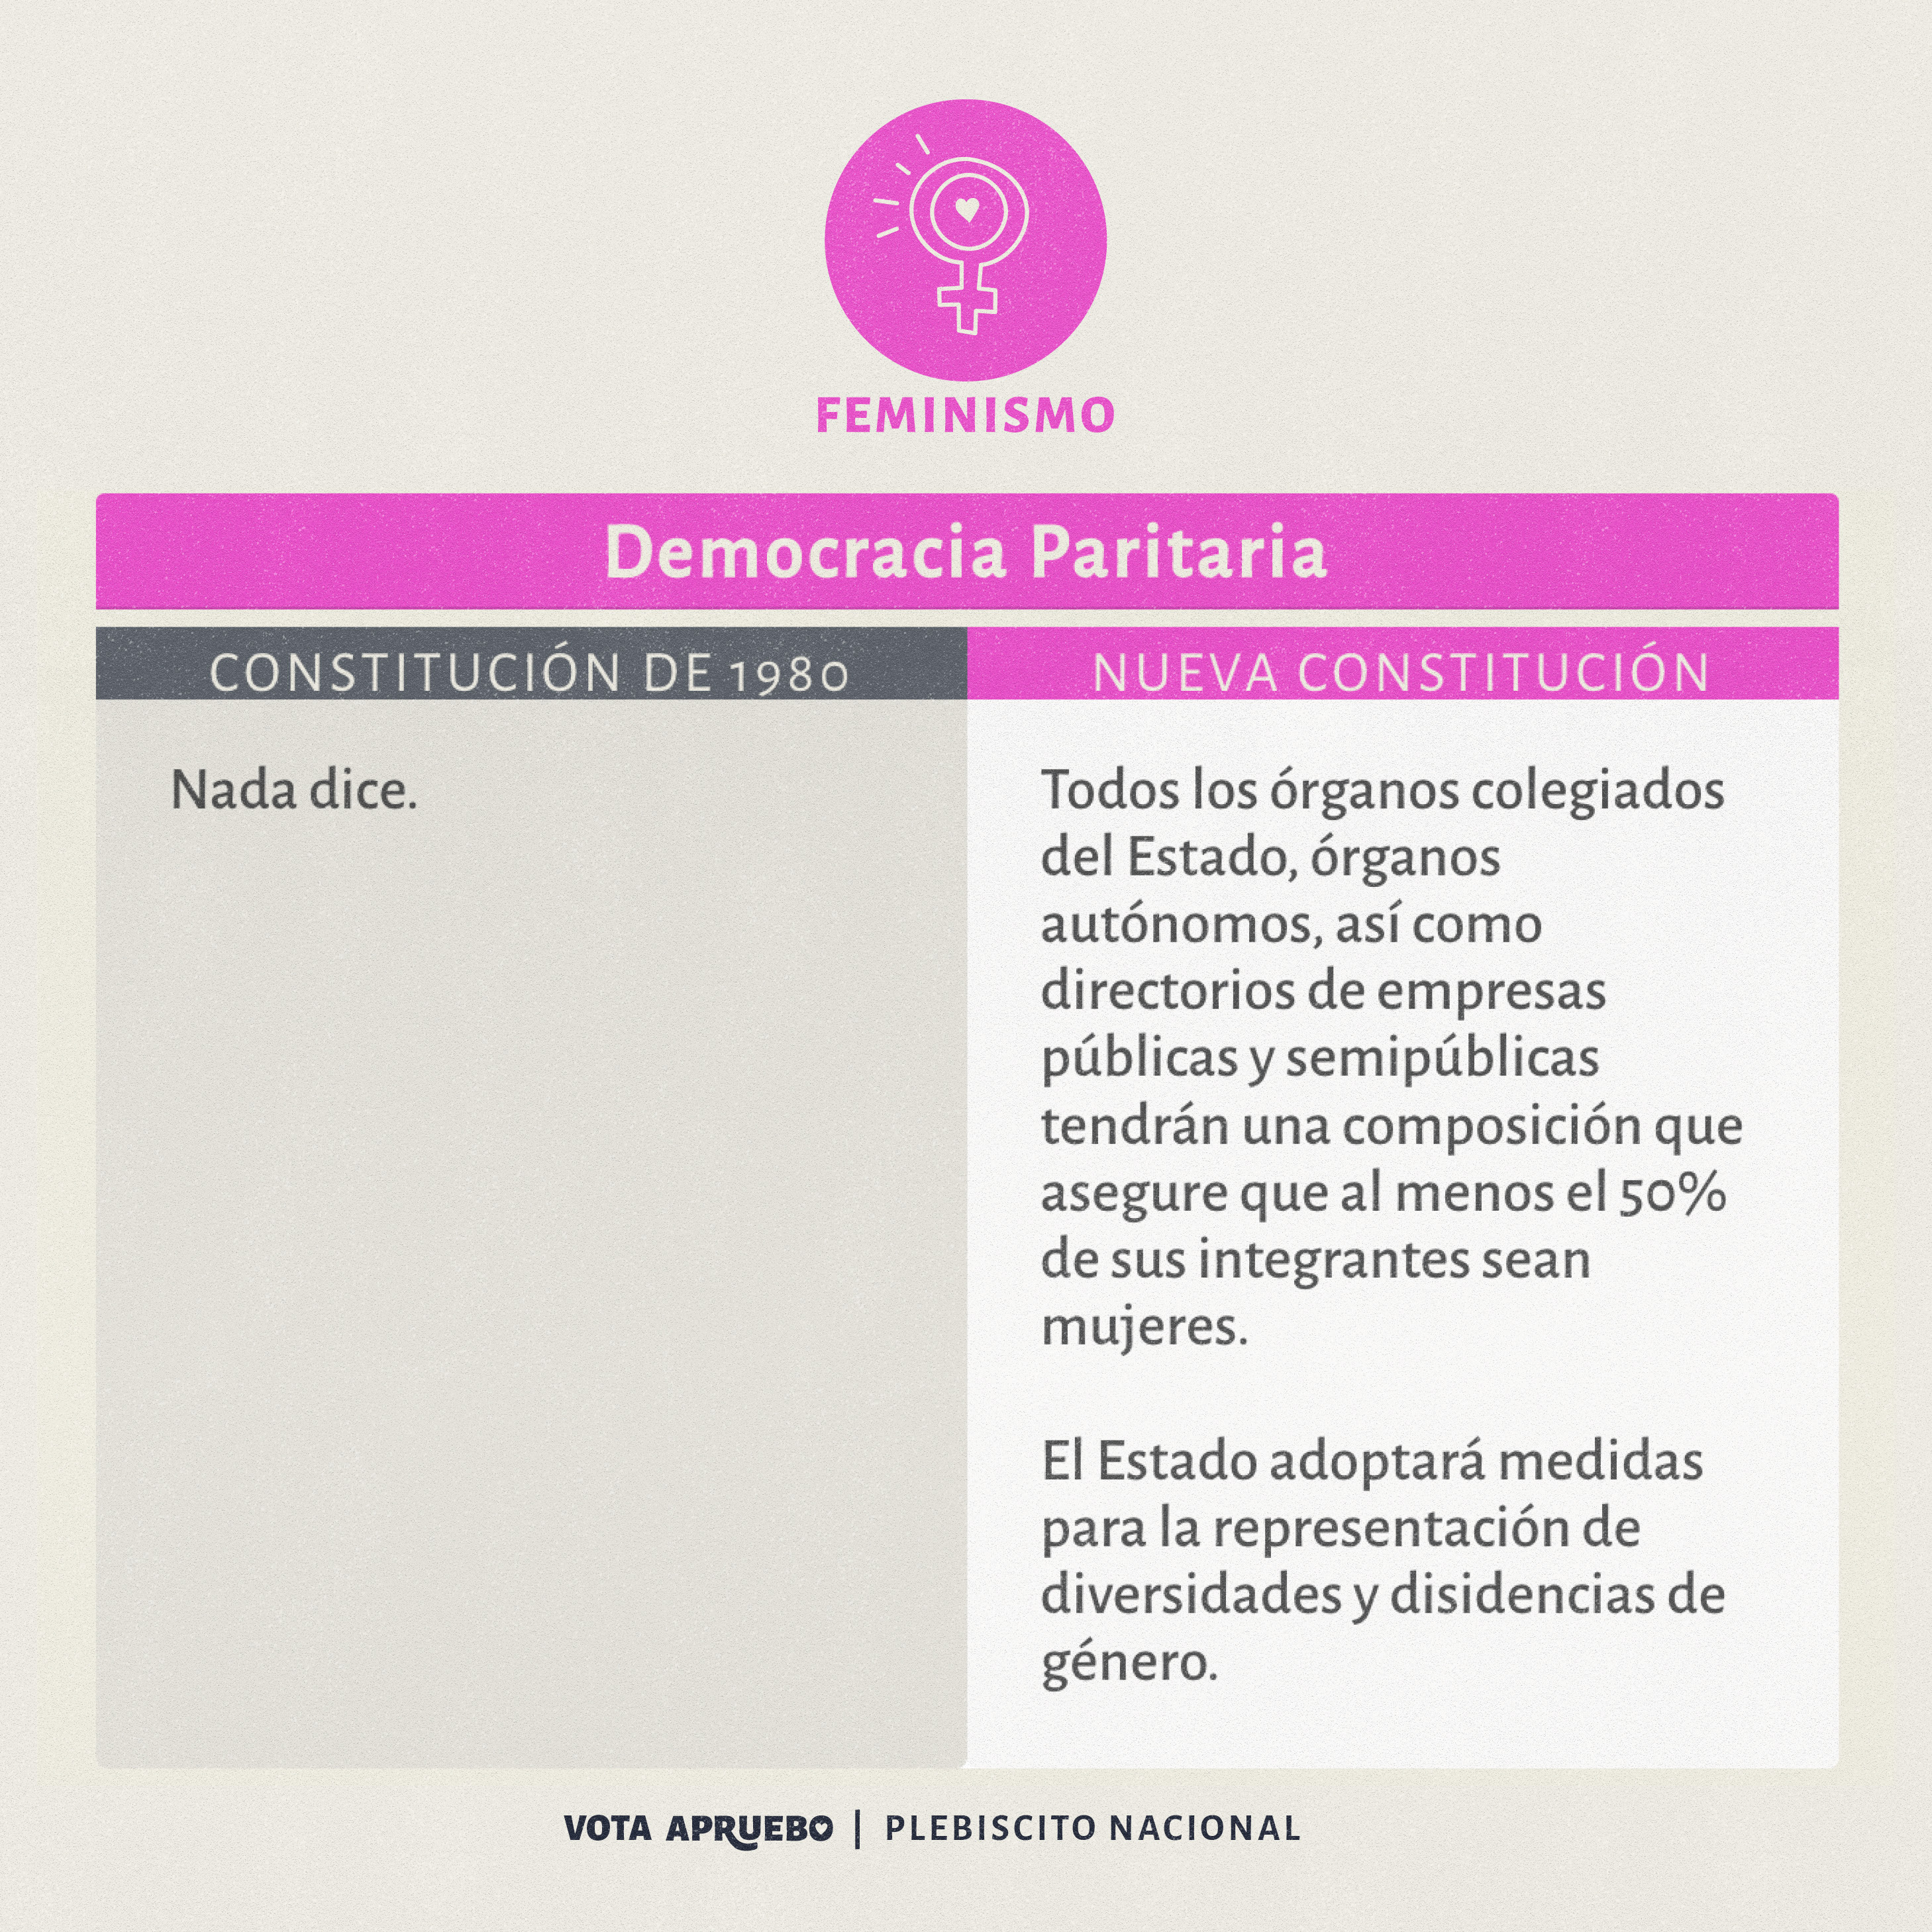 FEMINISMO
Democracia Paritaria
CONSTITUCIÓN DE 1980
Nada dice.
NUEVA CONSTITUCIÓN
Todos los órganos colegiados
del Estado, órganos
autónomos, así como
directorios de empresas
públicas y semipúblicas
tendrán una composición que
asegure que al menos el 50%
de sus integrantes sean
mujeres.
El Estado adoptará medidas
para la representación de
diversidades y disidencias de
género.
VOTA APRUEBO | PLEBISCITO NACIONAL